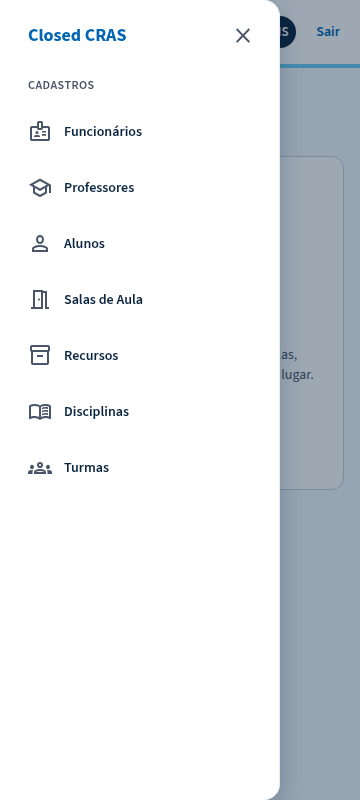 Closed CRAS
Sair
CADASTROS
Funcionários
Professores
Alunos
Salas de Aula
Recursos
as,
lugar.
Disciplinas
Turmas